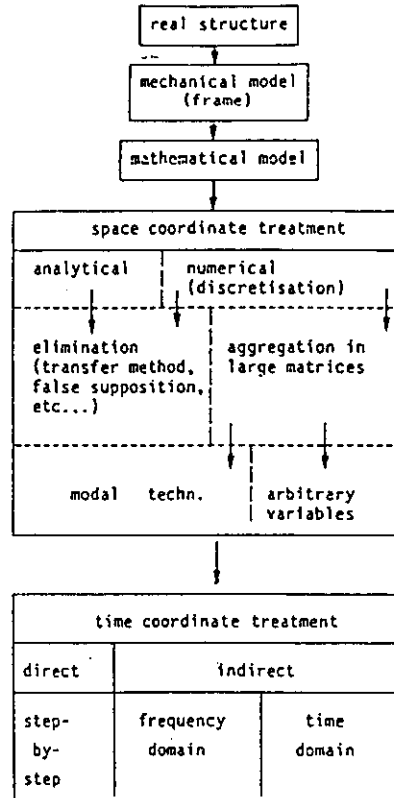 real structure
mechanical model
(frame)
mathematical model
space coordinate treatment
analytical
numerical
(discretisation)
elimination
(transfer method,
false supposition,
etc...)
aggregation in
large matrices
modal techn.
arbitrary
variables
time coordinate treatment
direct
indirect
step-
by-
step
frequency
domain
time
domain